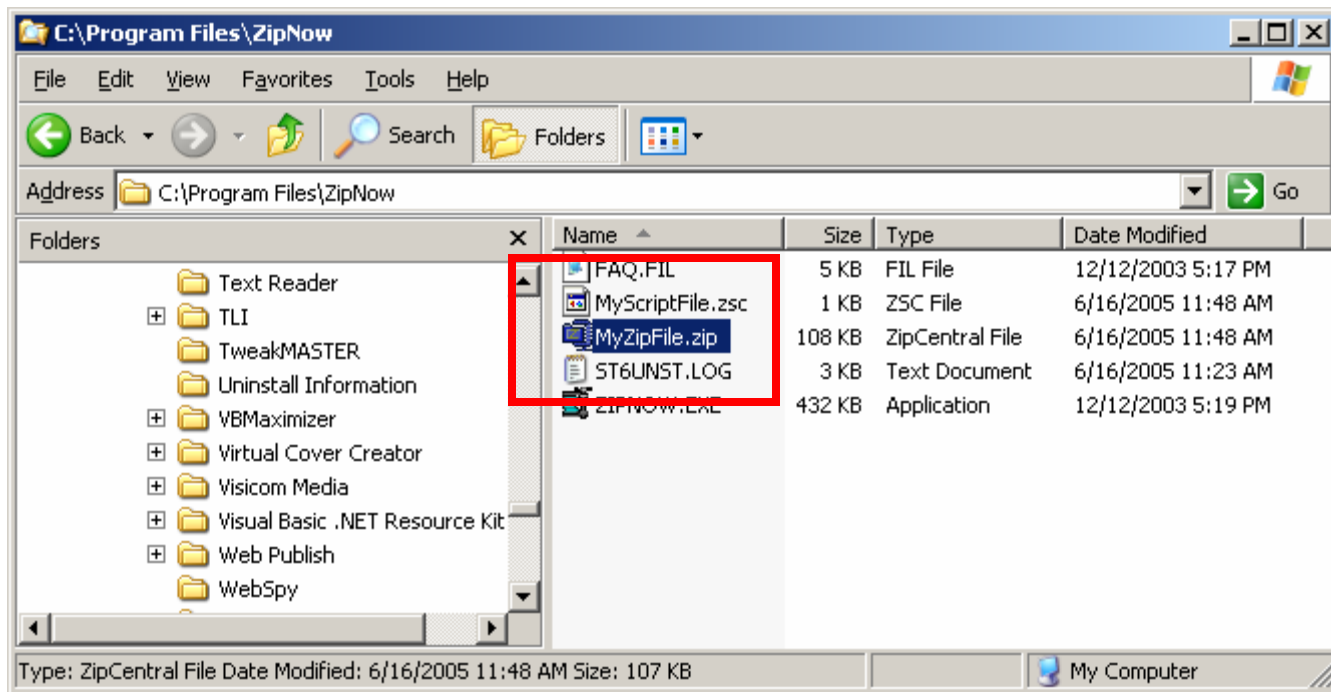 C:\Program Files\ZipNow
File Edit View Favorites Tools Help
Back Search Folders
Address C:\Program Files\ZipNow Go
Folders
Text Reader
TLI
TweakMASTER
Uninstall Information
VBMaximizer
Virtual Cover Creator
Visicom Media
Visual Basic .NET Resource Kit
Web Publish
WebSpy
Name Size Type Date Modified
FAQ.FIL 5 KB FIL File 12/12/2003 5:17 PM
MyScriptFile.zsc 1 KB ZSC File 6/16/2005 11:48 AM
MyZipFile.zip 108 KB ZipCentral File 6/16/2005 11:48 AM
ST6UNST.LOG 3 KB Text Document 6/16/2005 11:23 AM
ZIPNOW.EXE 432 KB Application 12/12/2003 5:19 PM
Type: ZipCentral File Date Modified: 6/16/2005 11:48 AM Size: 107 KB My Computer